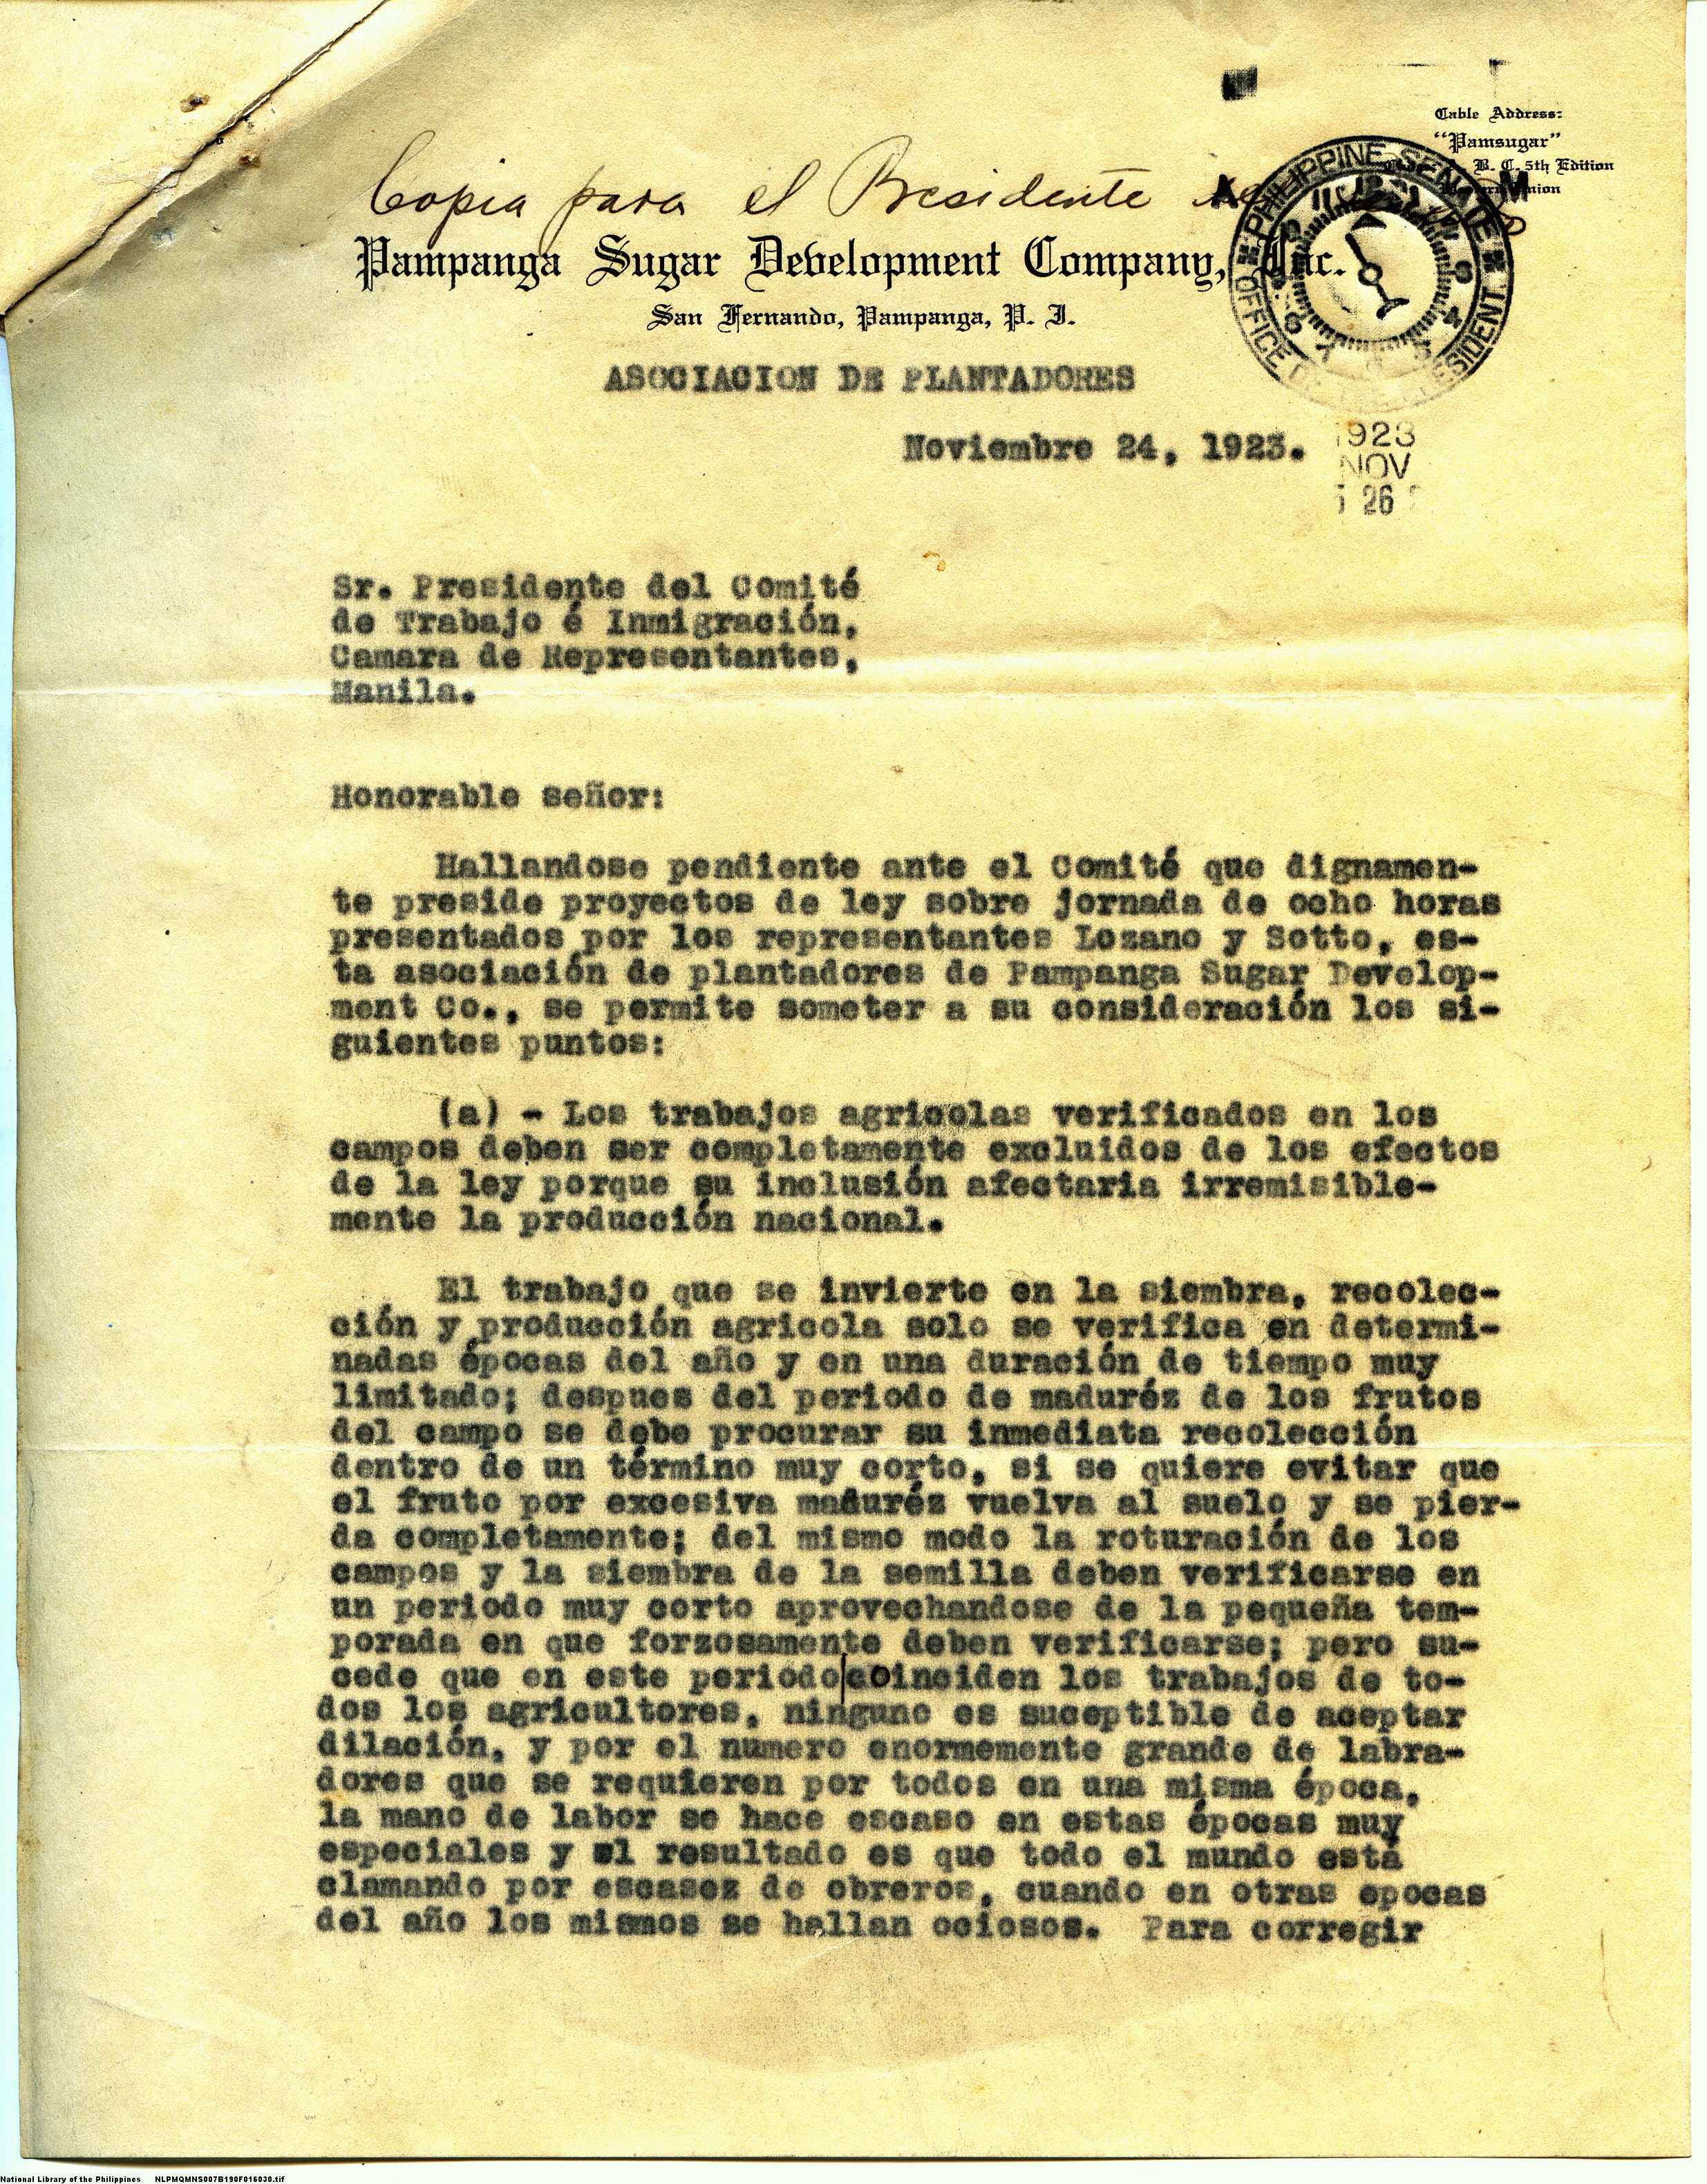 Cable Address:
"Pamsugar"
B. C. 5th Edition
Copia para el Presidente
A M
PHILIPPINE SENATE
OFFICE PRESIDENT
Pampanga Sugar Development Company, Inc.
San Fernando, Pampanga, P. I.
ASOCIACION DE PLANTADORES
Noviembre 24, 1923.
1923
NOV
26
Sr. Presidente del Comité
de Trabajo é Inmigración,
Camara de Representantes,
Manila.
Honorable señor:
Hallandose pendiente ante el Comité que dignamen-
te preside proyectos de ley sobre jornada de ocho horas
presentados por los representantes Lozano y Sotto, es-
ta asociación de plantadores de Pampanga Sugar Develop-
ment Co., se permite someter a su consideración los si-
guientes puntos:
(a) - Los trabajos agricolas verificados en los
campos deben ser completamente excluidos de los efectos
de la ley porque su inclusión afectaria irremisible-
mente la producción nacional.
El trabajo que se invierte en la siembra, recolec-
ción y producción agricola solo se verifica en determi-
nadas épocas del año y en una duración de tiempo muy
limitado; despues del periodo de maduréz de los frutos
del campo se debe procurar su inmediata recolección
dentro de un término muy corto, si se quiere evitar que
el fruto por excesiva maduréz vuelva al suelo y se pier-
da completamente; del mismo modo la roturación de los
campos y la siembra de la semilla deben verificarse en
un periodo muy corto aprovechandose de la pequeña tem-
porada en que forzosamente deben verificarse; pero su-
cede que en este periodo|coinciden los trabajos de to-
dos los agricultores, ninguno es suceptible de aceptar
dilación, y por el numero enormemente grande de labra-
dores que se requieren por todos en una misma época,
la mano de labor se hace escaso en estas épocas muy
especiales y el resultado es que todo el mundo está
clamando por escasez de obreros, cuando en otras epocas
del año los mismos se hallan ociosos. Para corregir
National Library of the Philippines NLPMQMNS007B190F016030.tif